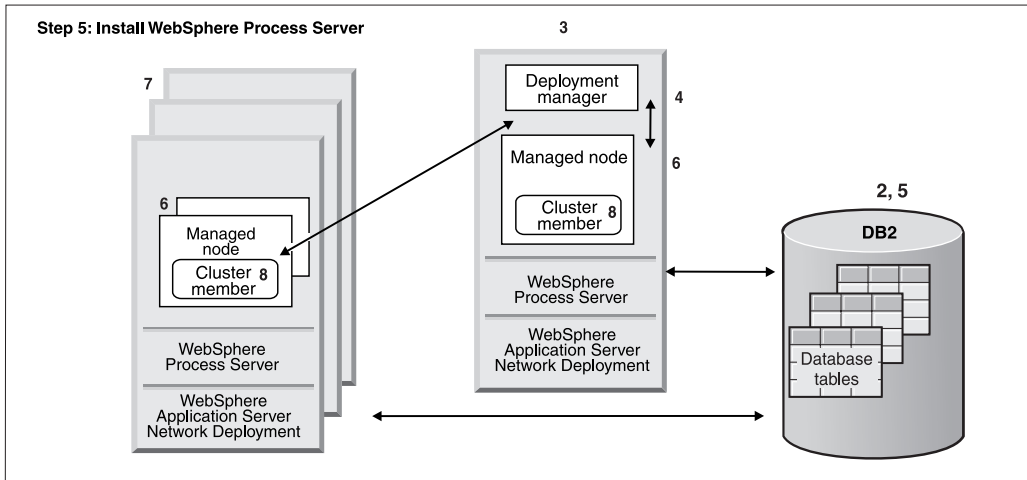 Step 5: Install WebSphere Process Server
3
Deployment
manager
4
Managed node
6
Cluster
member
8
WebSphere
Process Server
WebSphere
Application Server
Network Deployment
7
6
Managed
node
Cluster
member
8
WebSphere
Process Server
WebSphere
Application Server
Network Deployment
2, 5
DB2
Database
tables